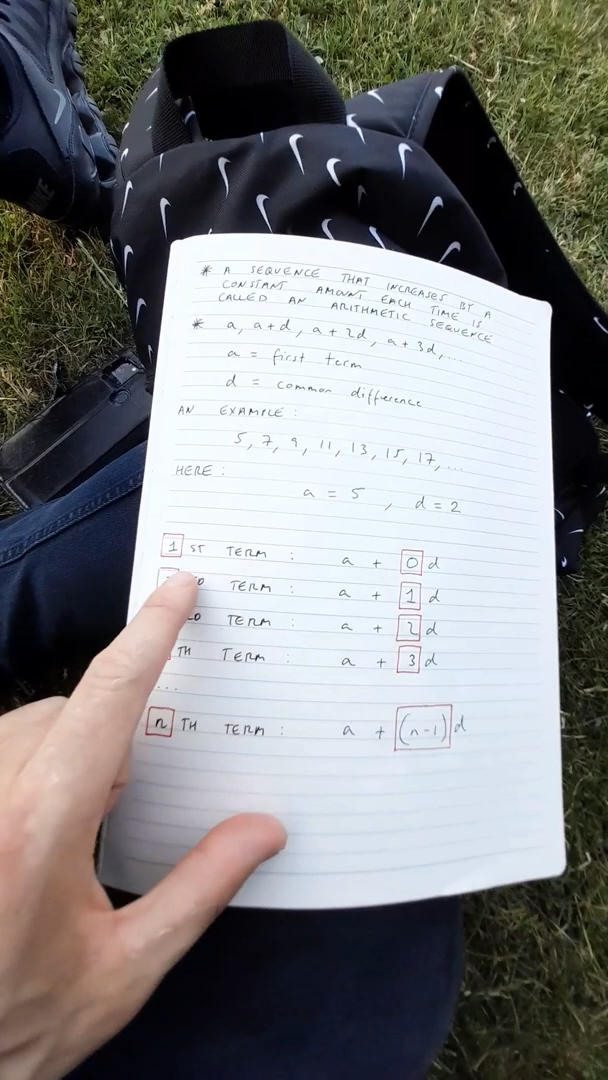 * A SEQUENCE THAT INCREASES BY A
CONSTANT AMOUNT EACH TIME IS
CALLED AN ARITHMETIC SEQUENCE
* a, a+d, a+2d, a+3d,...
a = first term
d = common difference
AN EXAMPLE:
5, 7, 9, 11, 13, 15, 17,...
HERE:
a = 5 , d = 2
1 ST TERM: a + 0 d
D TERM: a + 1 d
D TERM: a + 2 d
TH TERM: a + 3 d
...
n TH TERM: a + (n-1) d